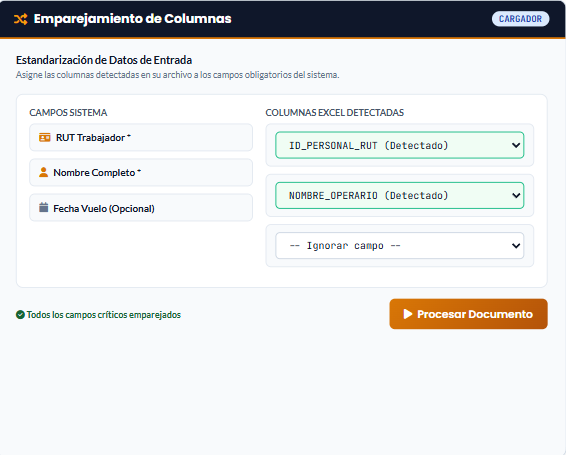 Emparejamiento de Columnas
CARGADOR
Estandarización de Datos de Entrada
Asigne las columnas detectadas en su archivo a los campos obligatorios del sistema.
CAMPOS SISTEMA
COLUMNAS EXCEL DETECTADAS
RUT Trabajador *
ID_PERSONAL_RUT (Detectado)
Nombre Completo *
NOMBRE_OPERARIO (Detectado)
Fecha Vuelo (Opcional)
-- Ignorar campo --
Todos los campos críticos emparejados
Procesar Documento